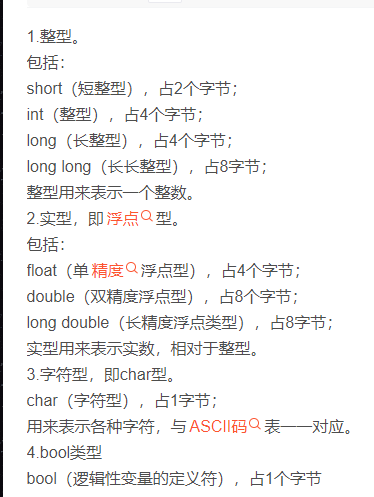 1.整型。
包括：
short（短整型），占2个字节；
int（整型），占4个字节；
long（长整型），占4个字节；
long long（长长整型），占8字节；
整型用来表示一个整数。
2.实型，即浮点型。
包括：
float（单精度浮点型），占4个字节；
double（双精度浮点型），占8个字节；
long double（长精度浮点类型），占8字节；
实型用来表示实数，相对于整型。
3.字符型，即char型。
char（字符型），占1字节；
用来表示各种字符，与ASCII码表一一对应。
4.bool类型
bool（逻辑性变量的定义符），占1个字节